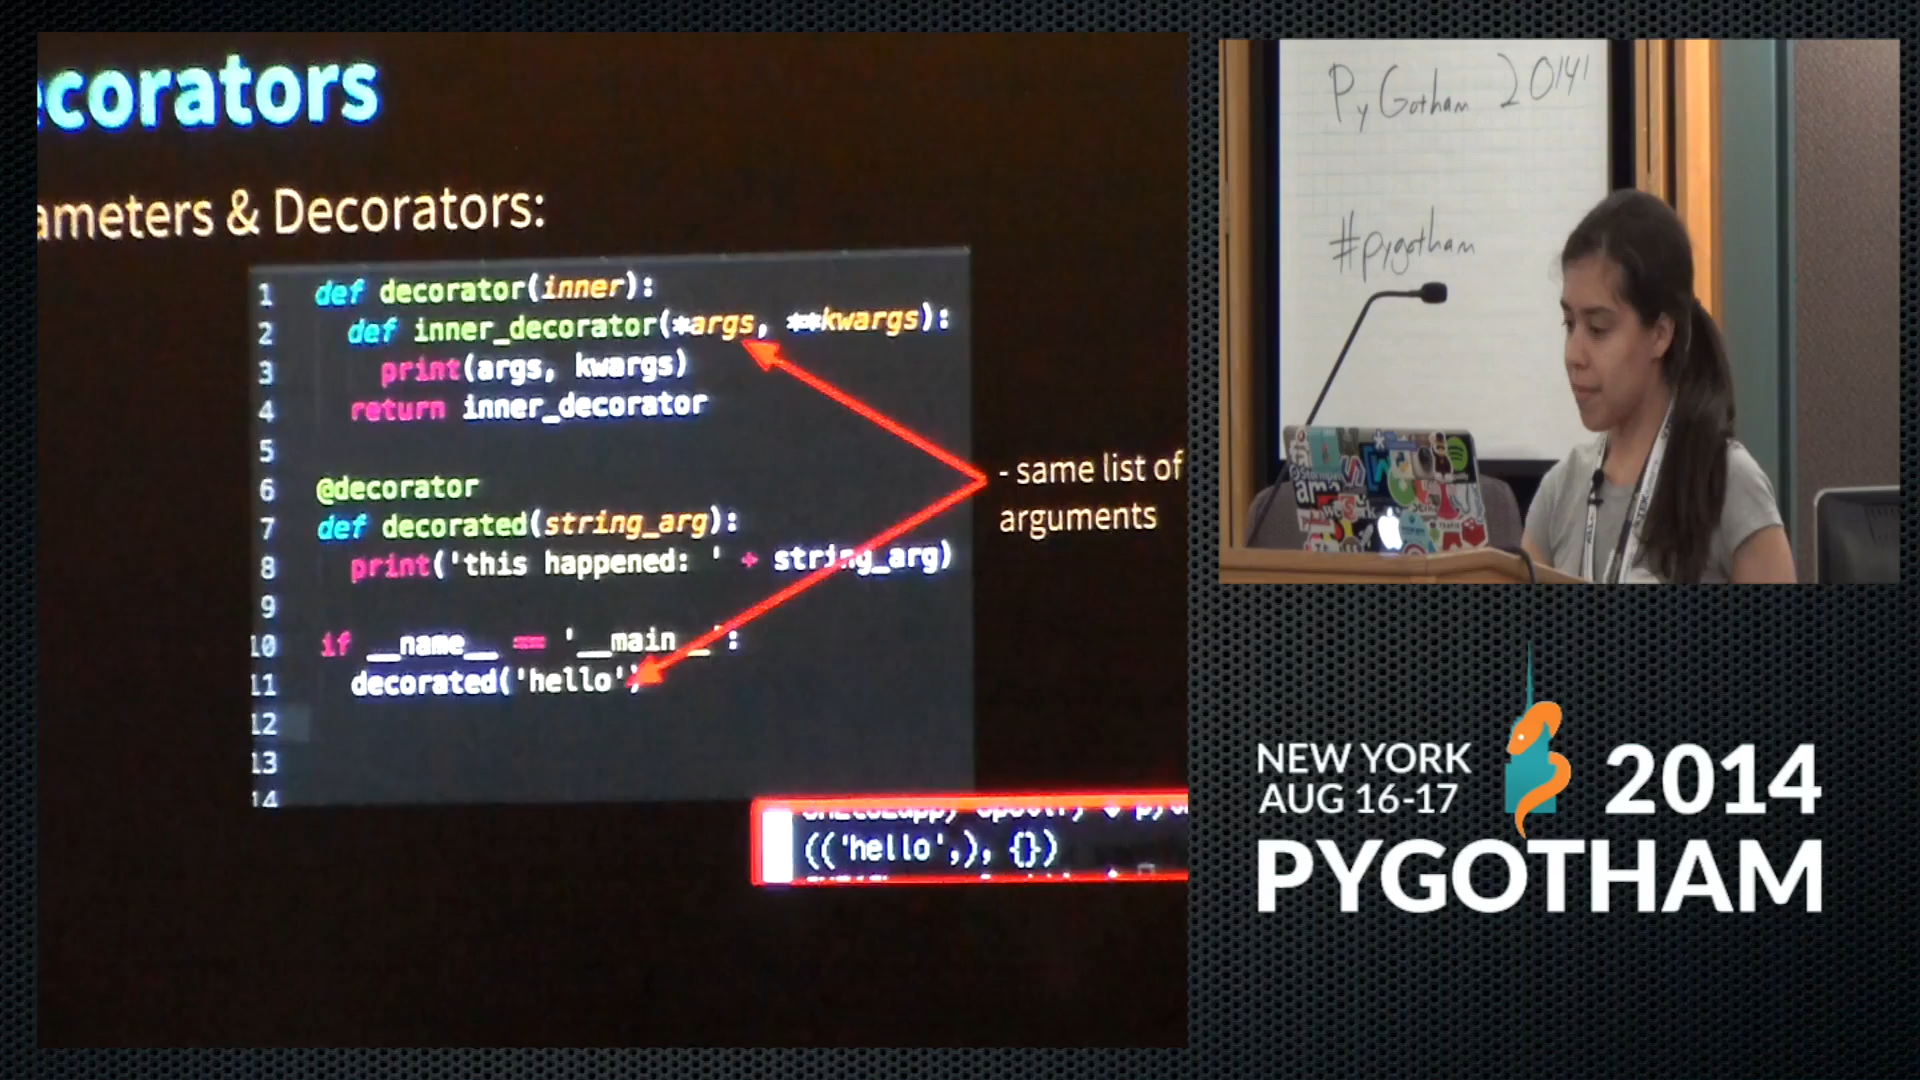 ecorators
ameters & Decorators:
1 def decorator(inner):
2 def inner_decorator(*args, **kwargs):
3 print(args, kwargs)
4 return inner_decorator
5
6 @decorator
7 def decorated(string_arg):
8 print('this happened: ' + string_arg)
9
10 if __name__ == '__main__':
11 decorated('hello')
12
13
14
- same list of
arguments
(('hello',), {})
PyGotham 2014
#pygotham
NEW YORK
AUG 16-17
2014
PYGOTHAM